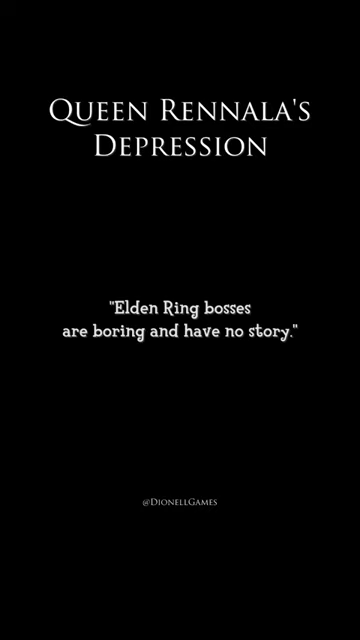 QUEEN RENNALA'S
DEPRESSION
"Elden Ring bosses
are boring and have no story."
@DIONELLGAMES